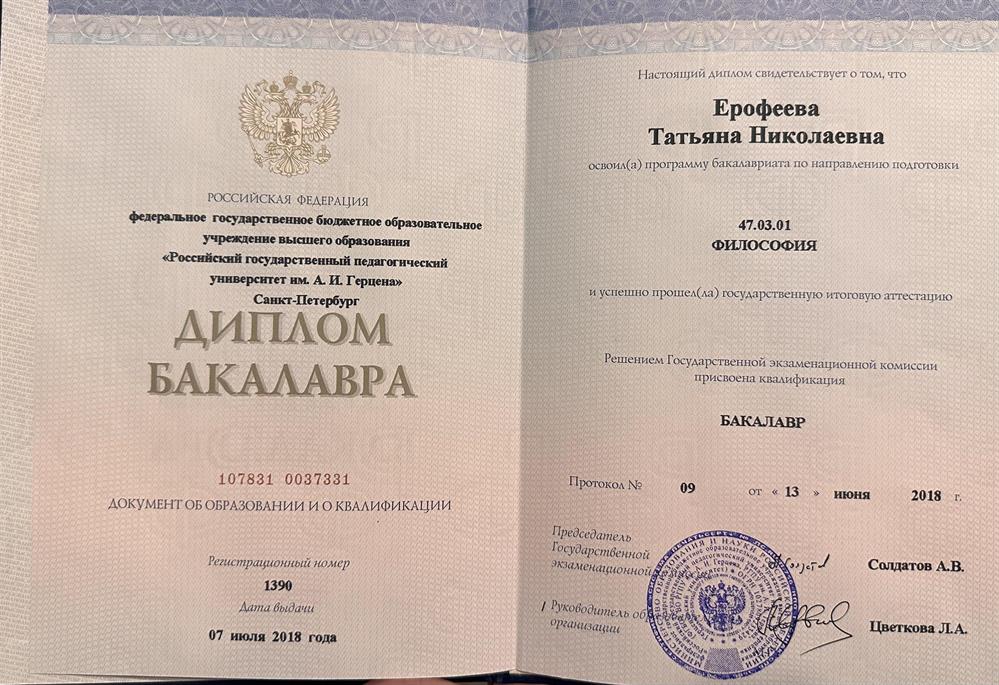 РОССИЙСКАЯ ФЕДЕРАЦИЯ
федеральное государственное бюджетное образовательное
учреждение высшего образования
«Российский государственный педагогический
университет им. А. И. Герцена»
Санкт-Петербург
ДИПЛОМ
БАКАЛАВРА
107831 0037331
ДОКУМЕНТ ОБ ОБРАЗОВАНИИ И О КВАЛИФИКАЦИИ
Регистрационный номер
1390
Дата выдачи
07 июля 2018 года
Настоящий диплом свидетельствует о том, что
Ерофеева
Татьяна Николаевна
освоил(а) программу бакалавриата по направлению подготовки
47.03.01
ФИЛОСОФИЯ
и успешно прошел(ла) государственную итоговую аттестацию
Решением Государственной экзаменационной комиссии
присвоена квалификация
БАКАЛАВР
Протокол № 09 от « 13 » июня 2018 г.
Председатель
Государственной
экзаменационной
Солдатов А.В.
Руководитель
организации
Цветкова Л.А.